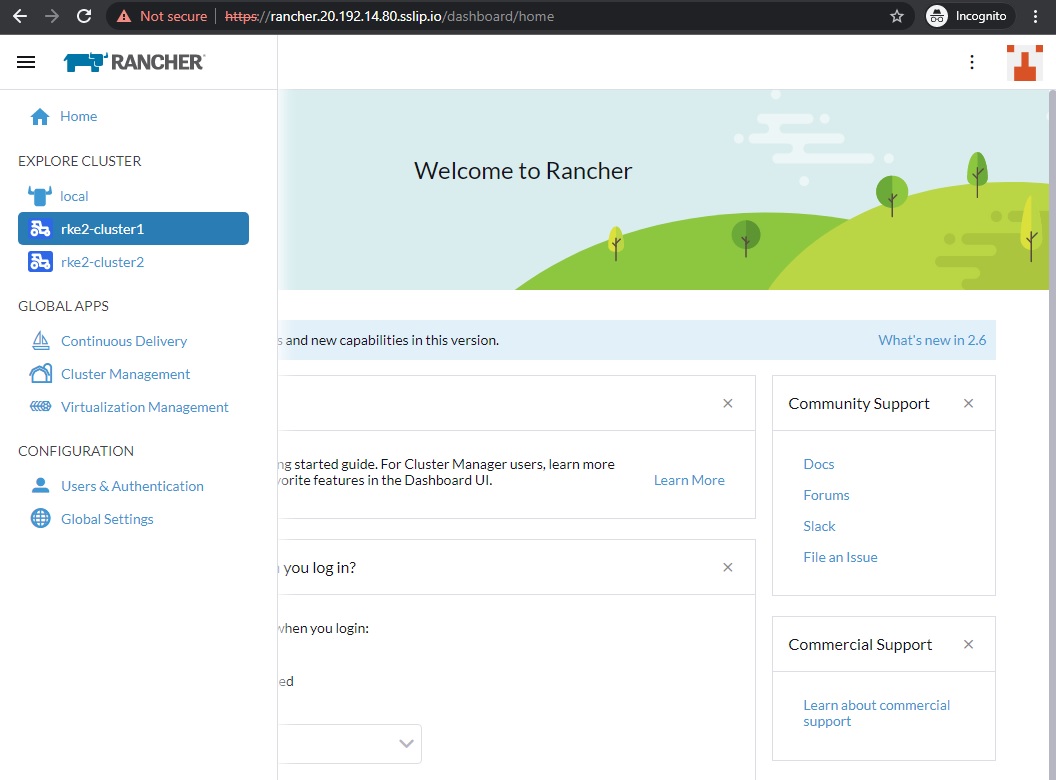 Not secure https://rancher.20.192.14.80.sslip.io/dashboard/home Incognito
RANCHER
Home
EXPLORE CLUSTER
local
rke2-cluster1
rke2-cluster2
GLOBAL APPS
Continuous Delivery
Cluster Management
Virtualization Management
CONFIGURATION
Users & Authentication
Global Settings
Welcome to Rancher
and new capabilities in this version. What's new in 2.6
started guide. For Cluster Manager users, learn more
features in the Dashboard UI.
Learn More
you log in?
when you login:
ed
Community Support
Docs
Forums
Slack
File an Issue
Commercial Support
Learn about commercial
support